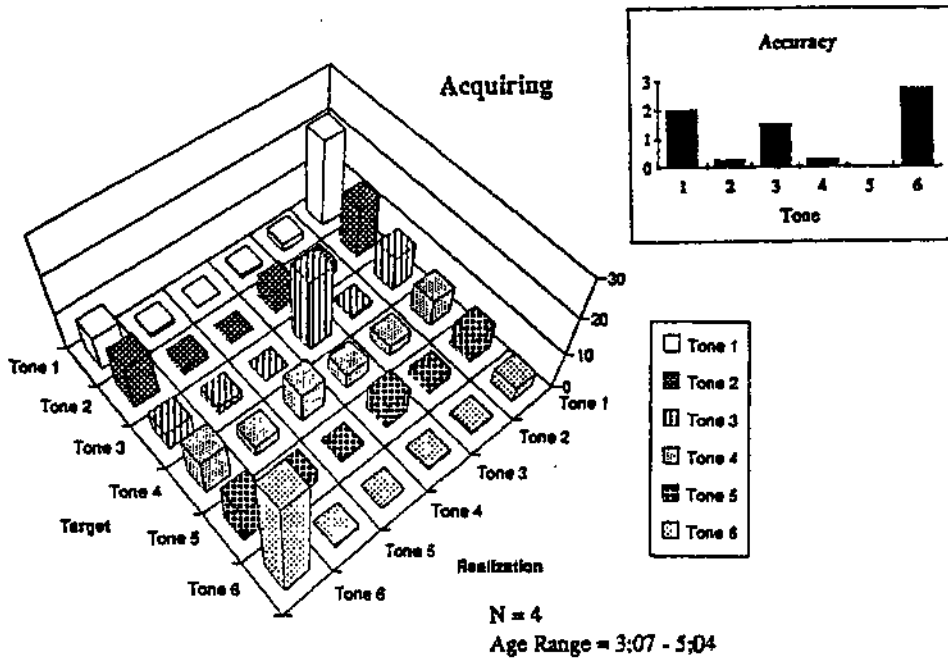 Acquiring
Accuracy
3
2
1
0
1 2 3 4 5 6
Tone
30
20
10
0
Tone 1
Tone 2
Tone 3
Tone 4
Tone 5
Tone 6
Target
Tone 1
Tone 2
Tone 3
Tone 4
Tone 5
Tone 6
Realization
Tone 1
Tone 2
Tone 3
Tone 4
Tone 5
Tone 6
N = 4
Age Range = 3;07 - 5;04